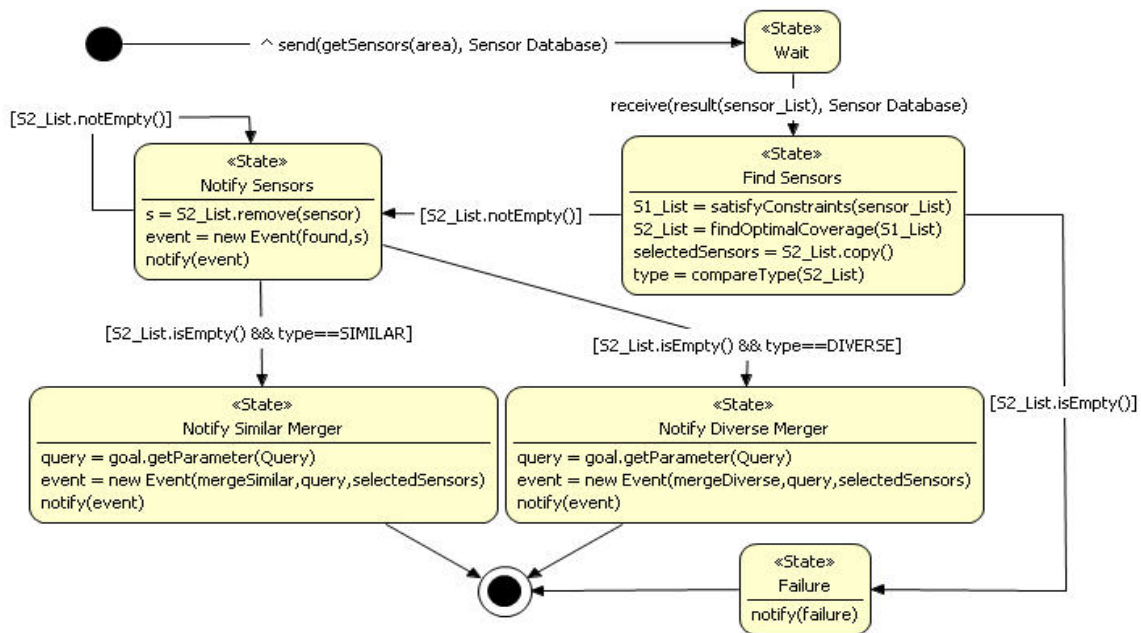 ^ send(getSensors(area), Sensor Database)
«State»
Wait
receive(result(sensor_List), Sensor Database)
[S2_List.notEmpty()]
«State»
Notify Sensors
s = S2_List.remove(sensor)
event = new Event(found,s)
notify(event)
[S2_List.notEmpty()]
«State»
Find Sensors
S1_List = satisfyConstraints(sensor_List)
S2_List = findOptimalCoverage(S1_List)
selectedSensors = S2_List.copy()
type = compareType(S2_List)
[S2_List.isEmpty() && type==SIMILAR]
[S2_List.isEmpty() && type==DIVERSE]
[S2_List.isEmpty()]
«State»
Notify Similar Merger
query = goal.getParameter(Query)
event = new Event(mergeSimilar,query,selectedSensors)
notify(event)
«State»
Notify Diverse Merger
query = goal.getParameter(Query)
event = new Event(mergeDiverse,query,selectedSensors)
notify(event)
«State»
Failure
notify(failure)